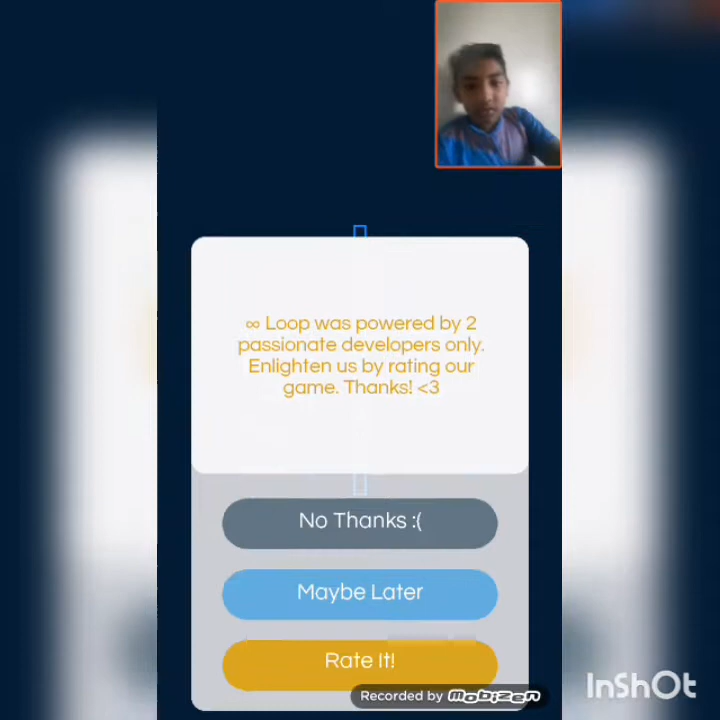 ∞ Loop was powered by 2
passionate developers only.
Enlighten us by rating our
game. Thanks! <3
No Thanks :(
Maybe Later
Rate It!
Recorded by mobizen
InShOt